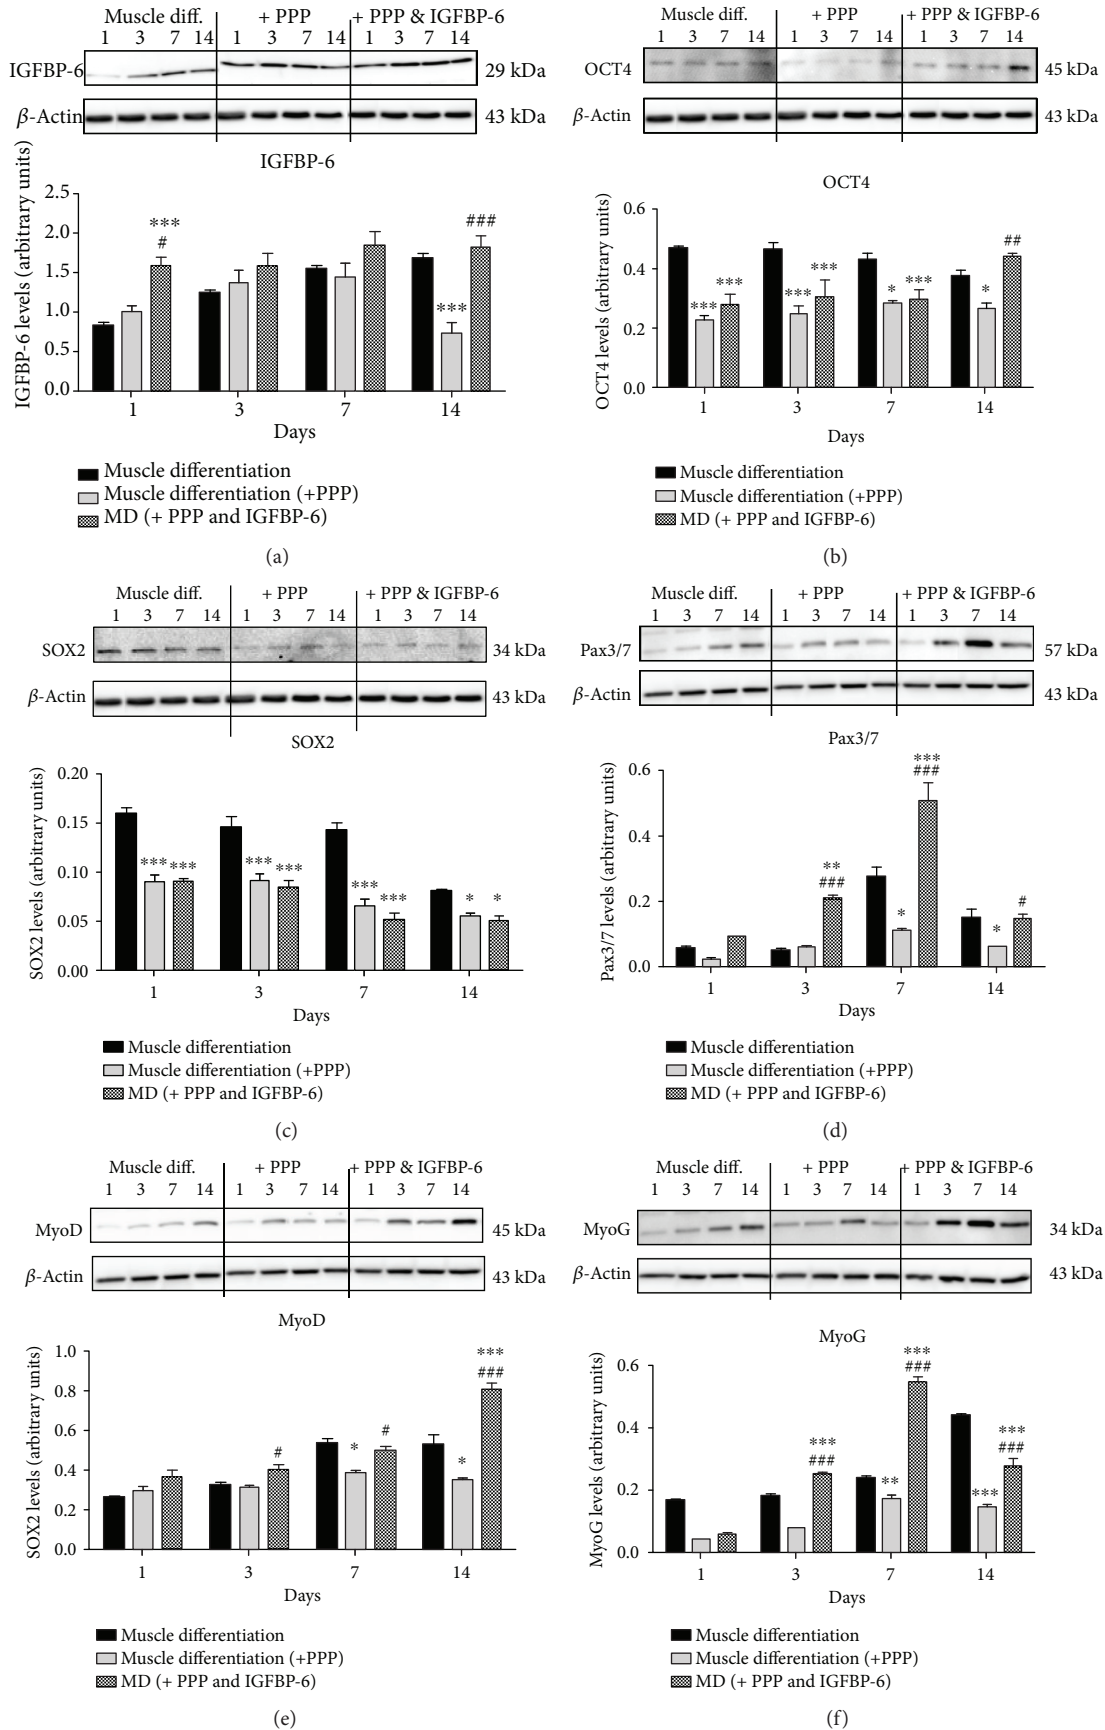 Muscle diff. + PPP + PPP & IGFBP-6
1 3 7 14 1 3 7 14 1 3 7 14
IGFBP-6 29 kDa
β-Actin 43 kDa
IGFBP-6
IGFBP-6 levels (arbitrary units)
2.5
2.0
1.5
1.0
0.5
0.0
***
#
***
###
1 3 7 14
Days
Muscle differentiation
Muscle differentiation (+PPP)
MD (+ PPP and IGFBP-6)
(a)
Muscle diff. + PPP + PPP & IGFBP-6
1 3 7 14 1 3 7 14 1 3 7 14
OCT4 45 kDa
β-Actin 43 kDa
OCT4
OCT4 levels (arbitrary units)
0.6
0.4
0.2
0.0
*** *** *** *** * *** * ##
1 3 7 14
Days
Muscle differentiation
Muscle differentiation (+PPP)
MD (+ PPP and IGFBP-6)
(b)
Muscle diff. + PPP + PPP & IGFBP-6
1 3 7 14 1 3 7 14 1 3 7 14
SOX2 34 kDa
β-Actin 43 kDa
SOX2
SOX2 levels (arbitrary units)
0.20
0.15
0.10
0.05
0.00
*** *** *** *** *** *** * *
1 3 7 14
Days
Muscle differentiation
Muscle differentiation (+PPP)
MD (+ PPP and IGFBP-6)
(c)
Muscle diff. + PPP + PPP & IGFBP-6
1 3 7 14 1 3 7 14 1 3 7 14
Pax3/7 57 kDa
β-Actin 43 kDa
Pax3/7
Pax3/7 levels (arbitrary units)
0.6
0.4
0.2
0.0
**
###
*
***
###
*
#
1 3 7 14
Days
Muscle differentiation
Muscle differentiation (+PPP)
MD (+ PPP and IGFBP-6)
(d)
Muscle diff. + PPP + PPP & IGFBP-6
1 3 7 14 1 3 7 14 1 3 7 14
MyoD 45 kDa
β-Actin 43 kDa
MyoD
SOX2 levels (arbitrary units)
1.0
0.8
0.6
0.4
0.2
0.0
#
*
#
*
***
###
1 3 7 14
Days
Muscle differentiation
Muscle differentiation (+PPP)
MD (+ PPP and IGFBP-6)
(e)
Muscle diff. + PPP + PPP & IGFBP-6
1 3 7 14 1 3 7 14 1 3 7 14
MyoG 34 kDa
β-Actin 43 kDa
MyoG
MyoG levels (arbitrary units)
0.6
0.4
0.2
0.0
***
###
**
***
###
***
***
###
1 3 7 14
Days
Muscle differentiation
Muscle differentiation (+PPP)
MD (+ PPP and IGFBP-6)
(f)